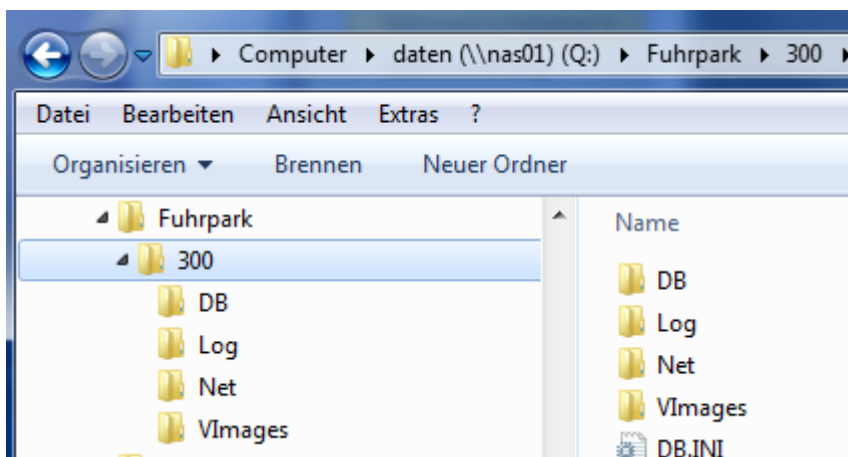 Computer ▸ daten (\\nas01) (Q:) ▸ Fuhrpark ▸ 300 ▸
Datei Bearbeiten Ansicht Extras ?
Organisieren Brennen Neuer Ordner
Fuhrpark
300
DB
Log
Net
VImages
Name
DB
Log
Net
VImages
DB.INI